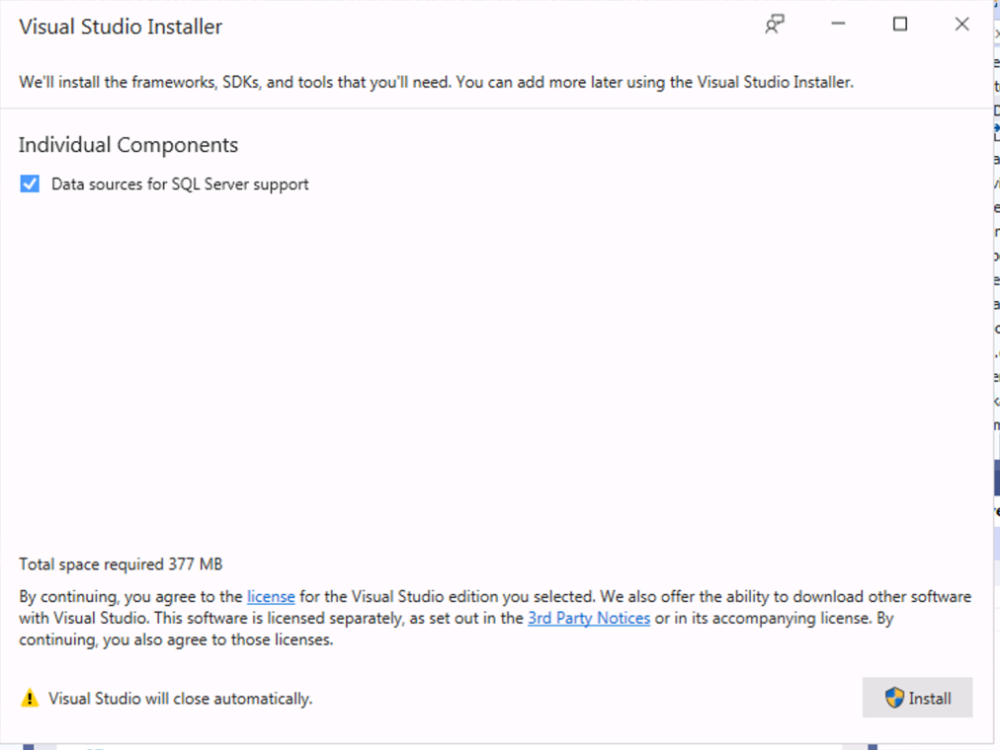 Visual Studio Installer
We'll install the frameworks, SDKs, and tools that you'll need. You can add more later using the Visual Studio Installer.
Individual Components
Data sources for SQL Server support
Total space required 377 MB
By continuing, you agree to the license for the Visual Studio edition you selected. We also offer the ability to download other software
with Visual Studio. This software is licensed separately, as set out in the 3rd Party Notices or in its accompanying license. By
continuing, you also agree to those licenses.
Visual Studio will close automatically.
Install